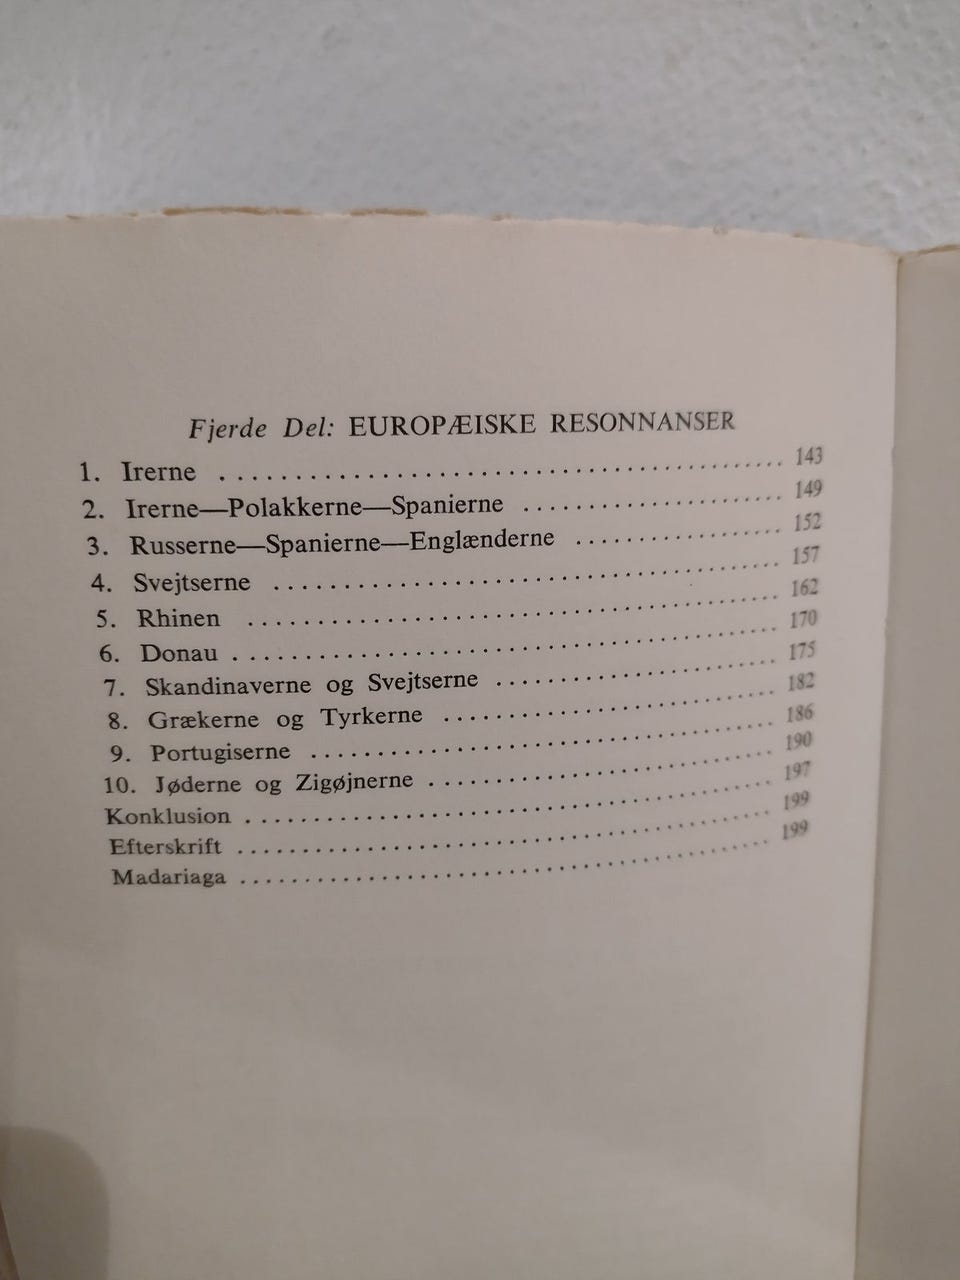 Fjerde Del: EUROPÆISKE RESONNANSER
1. Irerne . . . . . . . . . . . . . . . . . . . . 143
2. Irerne—Polakkerne—Spanierne . . . . . . . . . . 149
3. Russerne—Spanierne—Englænderne . . . . . . . . 152
4. Svejtserne . . . . . . . . . . . . . . . . . . . . 157
5. Rhinen . . . . . . . . . . . . . . . . . . . . 162
6. Donau . . . . . . . . . . . . . . . . . . . . 170
7. Skandinaverne og Svejtserne . . . . . . . . . . 175
8. Grækerne og Tyrkerne . . . . . . . . . . . . 182
9. Portugiserne . . . . . . . . . . . . . . . . . . 186
10. Jøderne og Zigøjnerne . . . . . . . . . . . . 190
Konklusion . . . . . . . . . . . . . . . . . . . . 197
Efterskrift . . . . . . . . . . . . . . . . . . . . 199
Madariaga . . . . . . . . . . . . . . . . . . . . 199